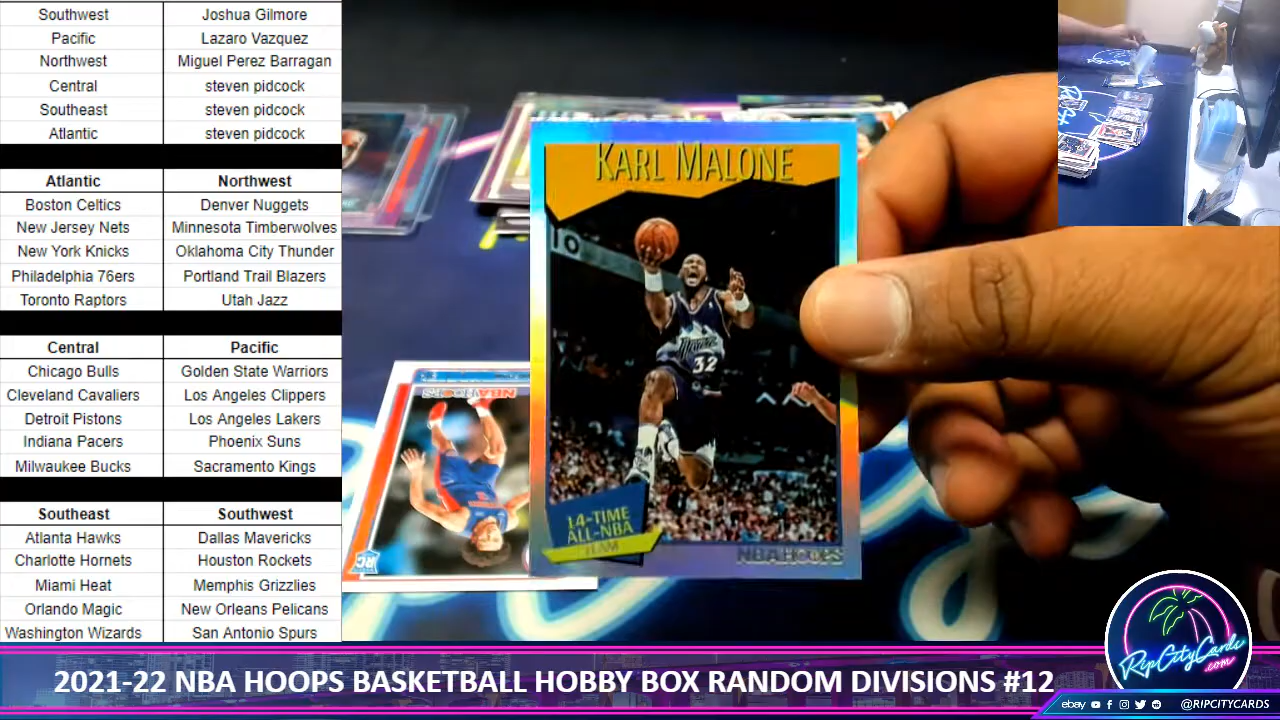 Southwest Joshua Gilmore
Pacific Lazaro Vazquez
Northwest Miguel Perez Barragan
Central steven pidcock
Southeast steven pidcock
Atlantic steven pidcock
Atlantic Northwest
Boston Celtics Denver Nuggets
New Jersey Nets Minnesota Timberwolves
New York Knicks Oklahoma City Thunder
Philadelphia 76ers Portland Trail Blazers
Toronto Raptors Utah Jazz
Central Pacific
Chicago Bulls Golden State Warriors
Cleveland Cavaliers Los Angeles Clippers
Detroit Pistons Los Angeles Lakers
Indiana Pacers Phoenix Suns
Milwaukee Bucks Sacramento Kings
Southeast Southwest
Atlanta Hawks Dallas Mavericks
Charlotte Hornets Houston Rockets
Miami Heat Memphis Grizzlies
Orlando Magic New Orleans Pelicans
Washington Wizards San Antonio Spurs
KARL MALONE
10
32
14-TIME
ALL-NBA
TEAM
NBA HOOPS
NBA HOOPS
RC
RipCityCards
.com
2021-22 NBA HOOPS BASKETBALL HOBBY BOX RANDOM DIVISIONS #12
ebay @RIPCITYCARDS